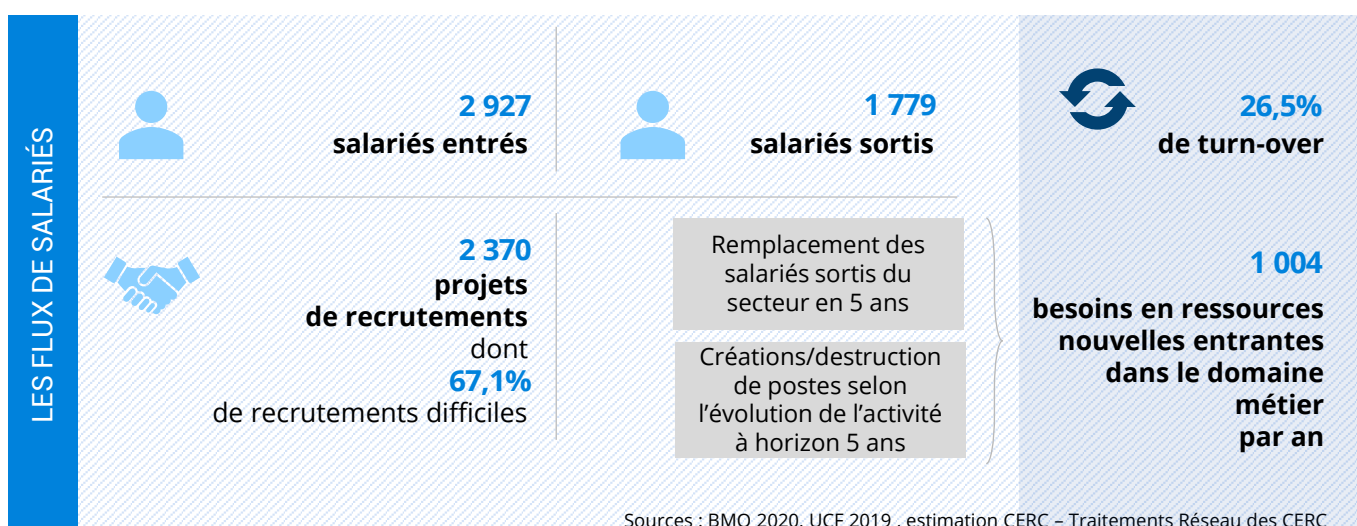 LES FLUX DE SALARIÉS
2 927
salariés entrés
1 779
salariés sortis
26,5%
de turn-over
2 370
projets
de recrutements
dont
67,1%
de recrutements difficiles
Remplacement des
salariés sortis du
secteur en 5 ans
Créations/destruction
de postes selon
l'évolution de l'activité
à horizon 5 ans
1 004
besoins en ressources
nouvelles entrantes
dans le domaine
métier
par an
Sources : BMO 2020, UCF 2019 , estimation CERC – Traitements Réseau des CERC